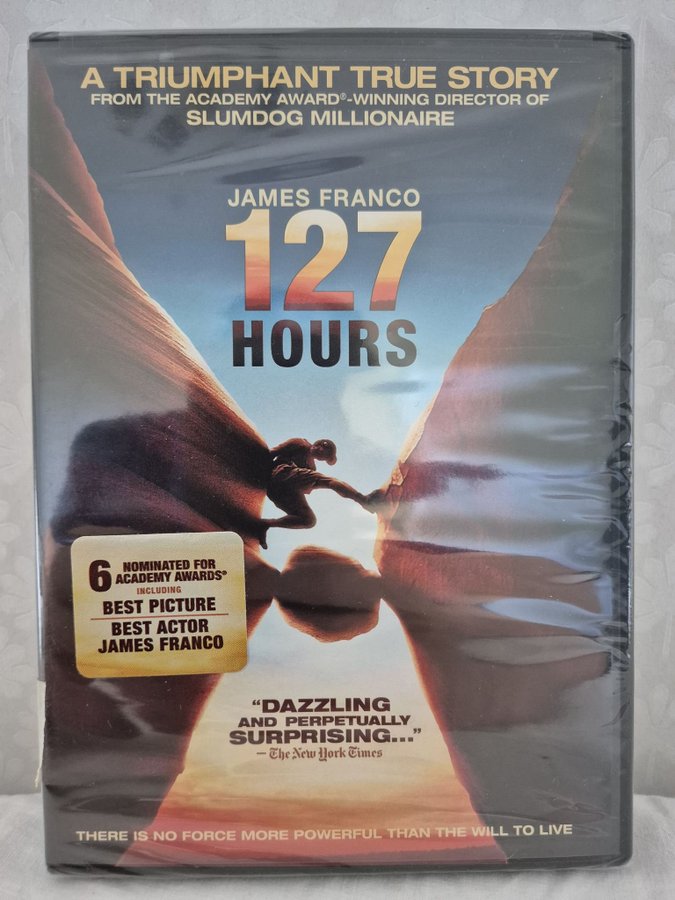 A TRIUMPHANT TRUE STORY
FROM THE ACADEMY AWARD®-WINNING DIRECTOR OF
SLUMDOG MILLIONAIRE
JAMES FRANCO
127
HOURS
6 NOMINATED FOR
ACADEMY AWARDS®
INCLUDING
BEST PICTURE
BEST ACTOR
JAMES FRANCO
“DAZZLING
AND PERPETUALLY
SURPRISING...”
—The New York Times
THERE IS NO FORCE MORE POWERFUL THAN THE WILL TO LIVE